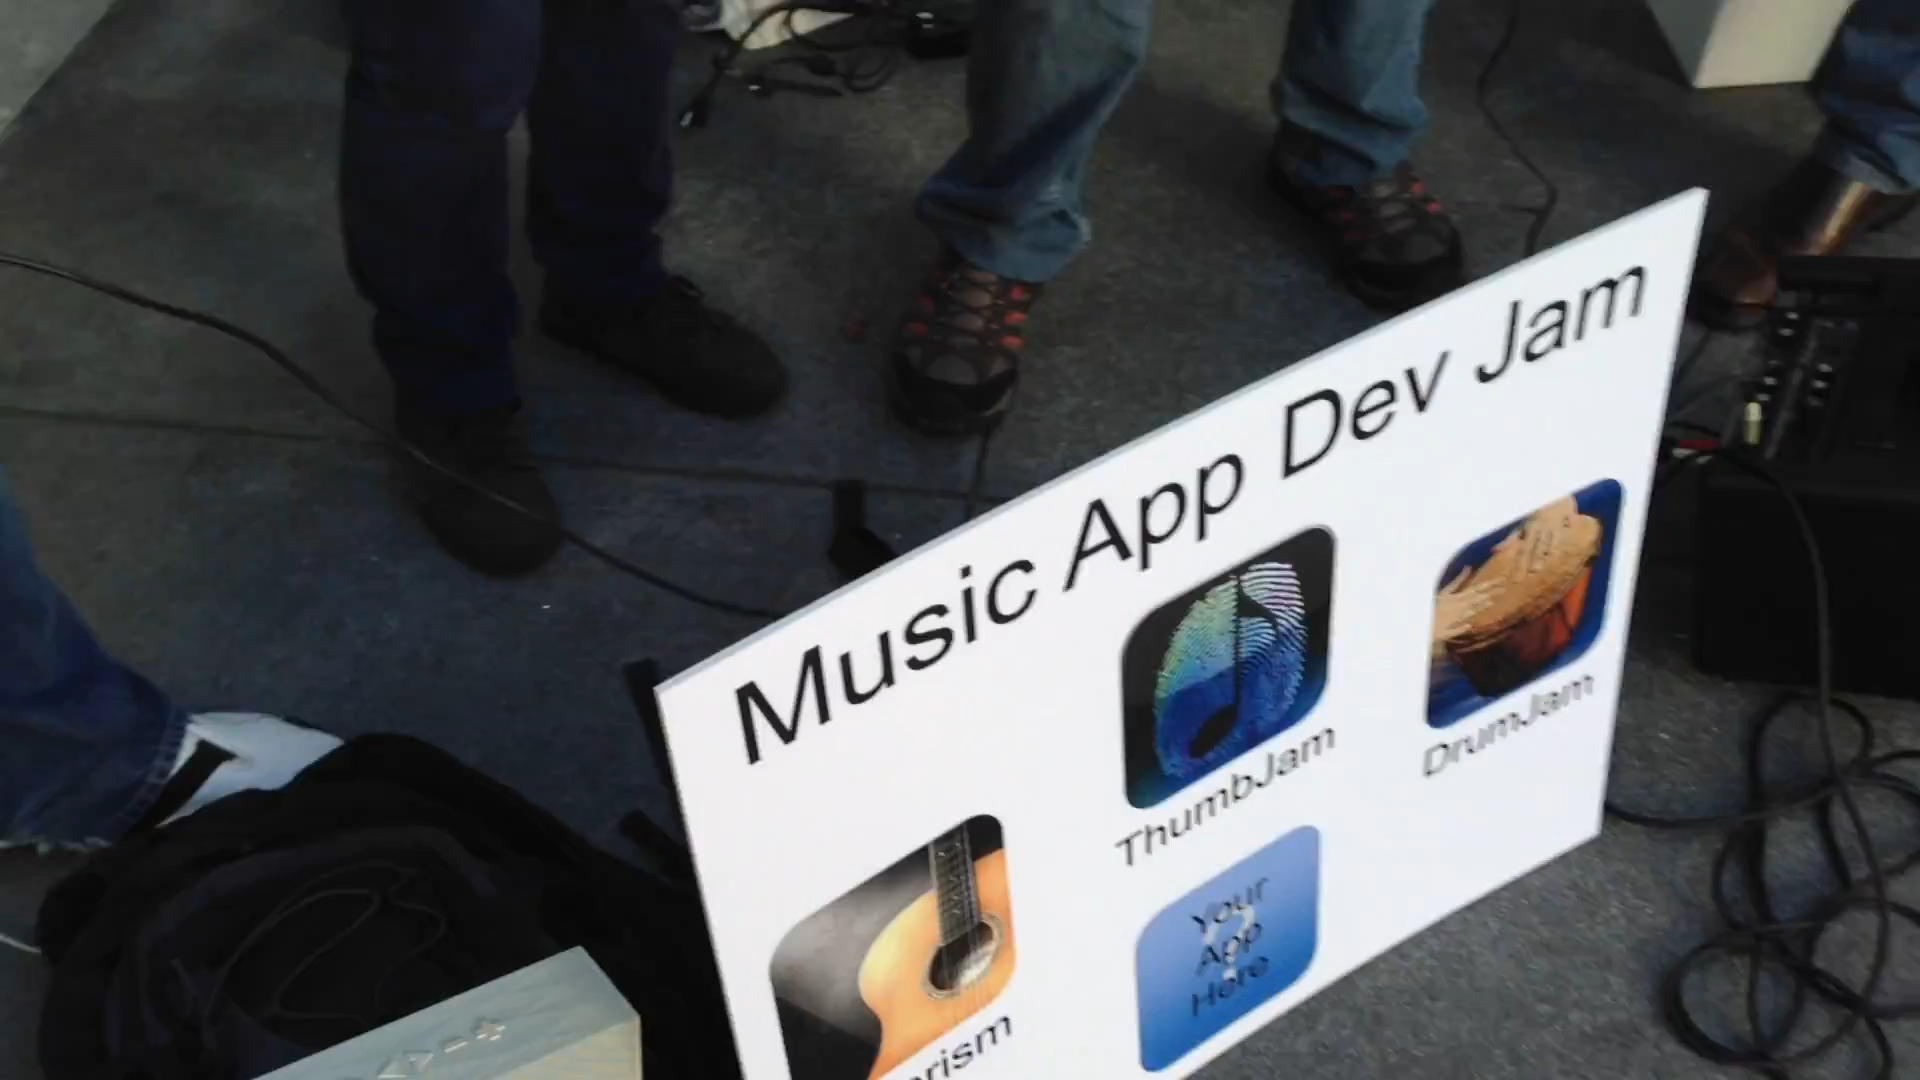 Music App Dev Jam
ThumbJam
DrumJam
Your
App
Here